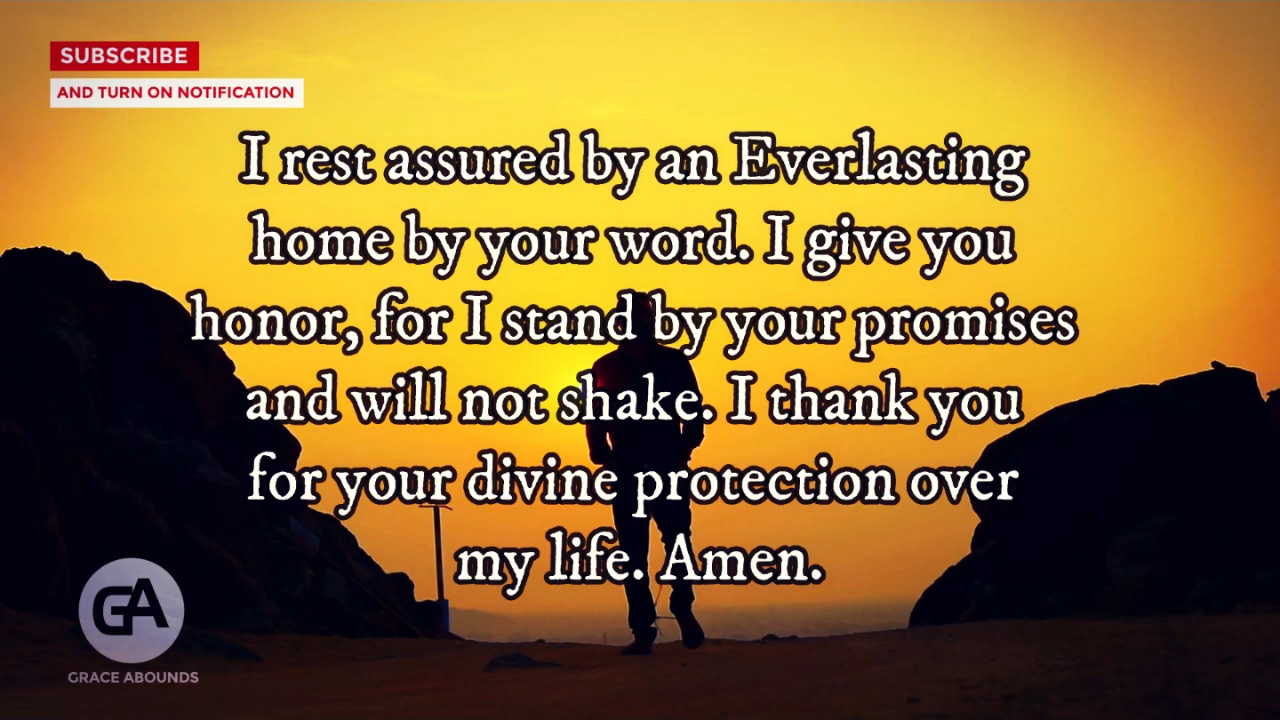 SUBSCRIBE
AND TURN ON NOTIFICATION
I rest assured by an Everlasting
home by your word. I give you
honor, for I stand by your promises
and will not shake. I thank you
for your divine protection over
my life. Amen.
GA
GRACE ABOUNDS